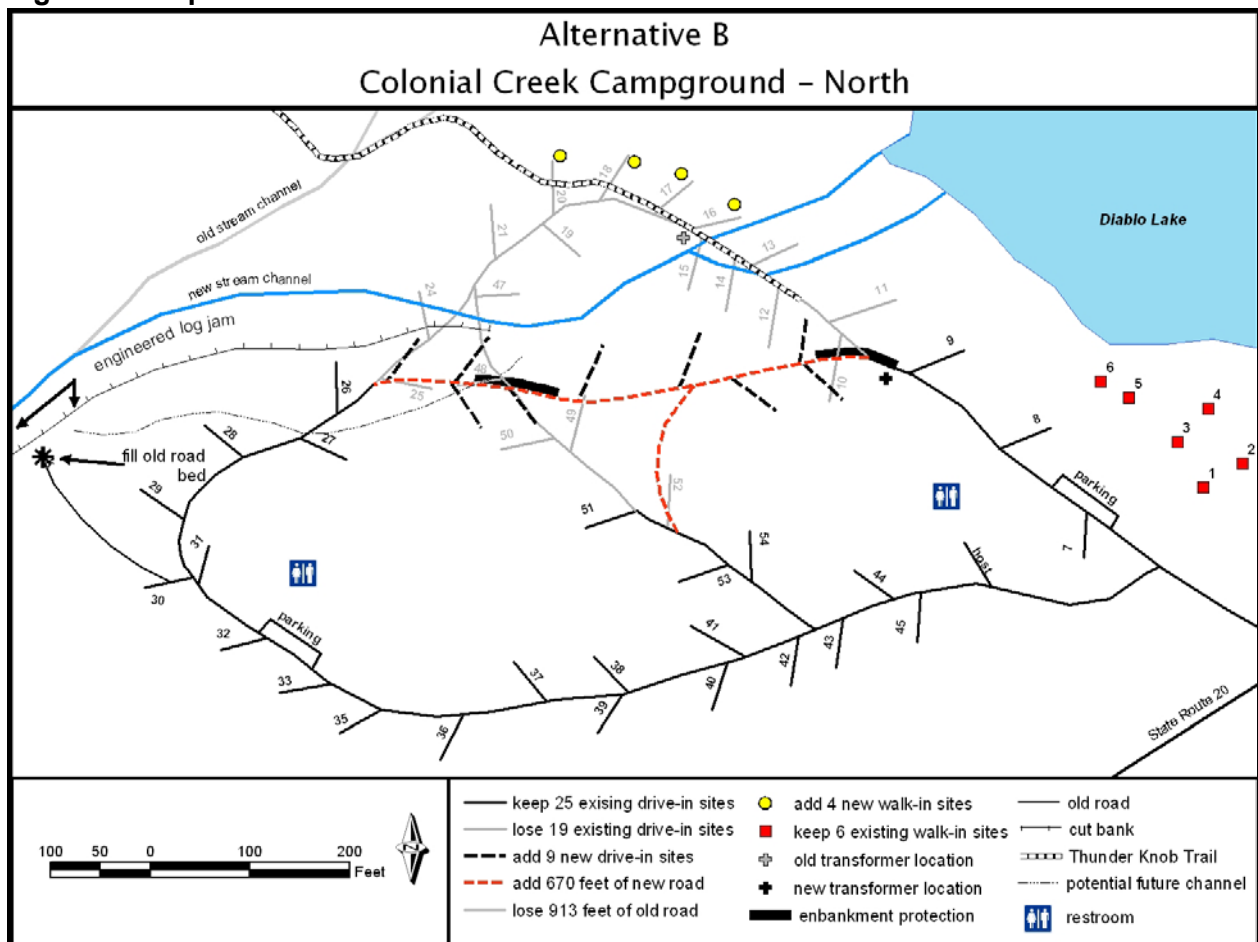 Alternative B
Colonial Creek Campground – North
Diablo Lake
old stream channel
new stream channel
engineered log jam
fill old road
bed
18
20
17
16
21
19
13
15
14
24
47
12
11
9
6
5
4
26
48
25
10
3
2
49
8
1
28
27
50
parking
29
52
51
7
31
54
host
30
53
44
parking
45
32
41
43
42
37
38
33
40
35
36
39
State Route 20
100 50 0 100 200
Feet
N
keep 25 exising drive-in sites
lose 19 existing drive-in sites
add 9 new drive-in sites
add 670 feet of new road
lose 913 feet of old road
add 4 new walk-in sites
keep 6 existing walk-in sites
old transformer location
new transformer location
enbankment protection
old road
cut bank
Thunder Knob Trail
potential future channel
restroom